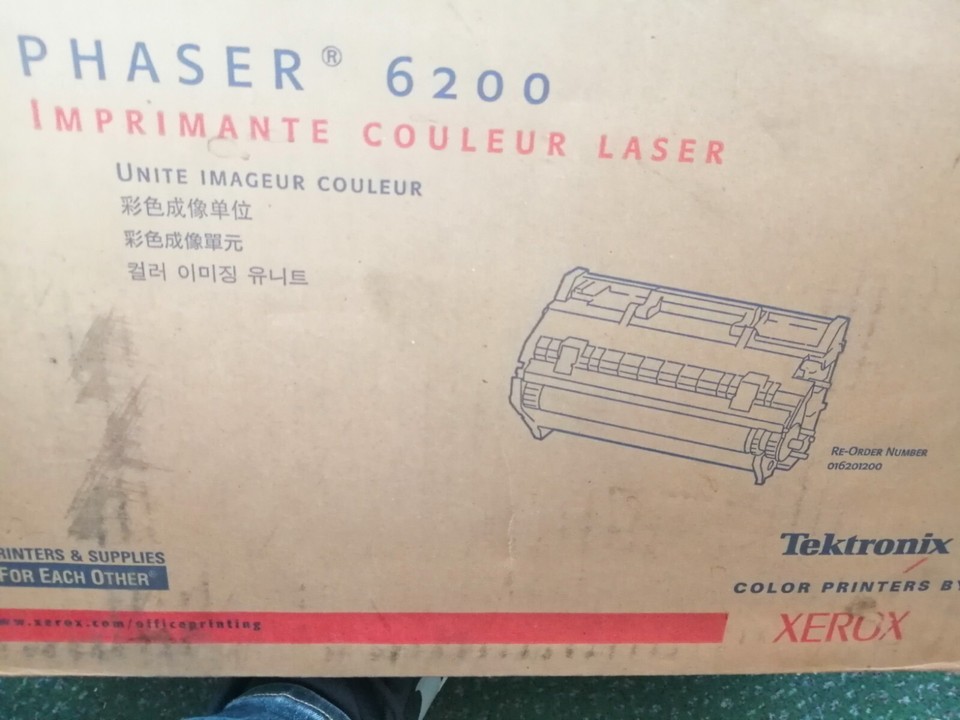 PHASER® 6200
IMPRIMANTE COULEUR LASER
UNITE IMAGEUR COULEUR
彩色成像单位
彩色成像單元
컬러 이미징 유니트
RE-ORDER NUMBER
016201200
RINTERS & SUPPLIES
FOR EACH OTHER®
Tektronix
COLOR PRINTERS BY
ww.xerox.com/officeprinting
XEROX